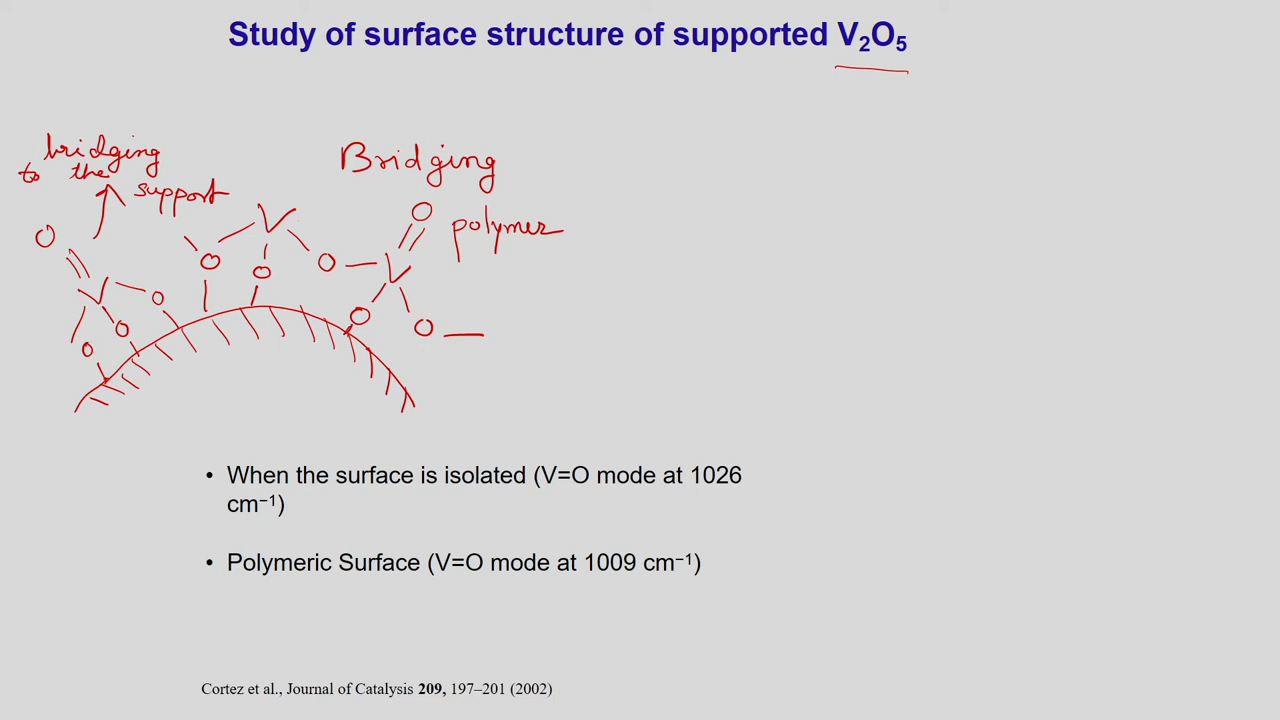 Study of surface structure of supported V₂O₅
bridging
to the
support
Bridging
polymer
O
V
O
O
O
O
V
O
O
V
O
O
O
• When the surface is isolated (V=O mode at 1026
cm⁻¹)
• Polymeric Surface (V=O mode at 1009 cm⁻¹)
Cortez et al., Journal of Catalysis 209, 197–201 (2002)